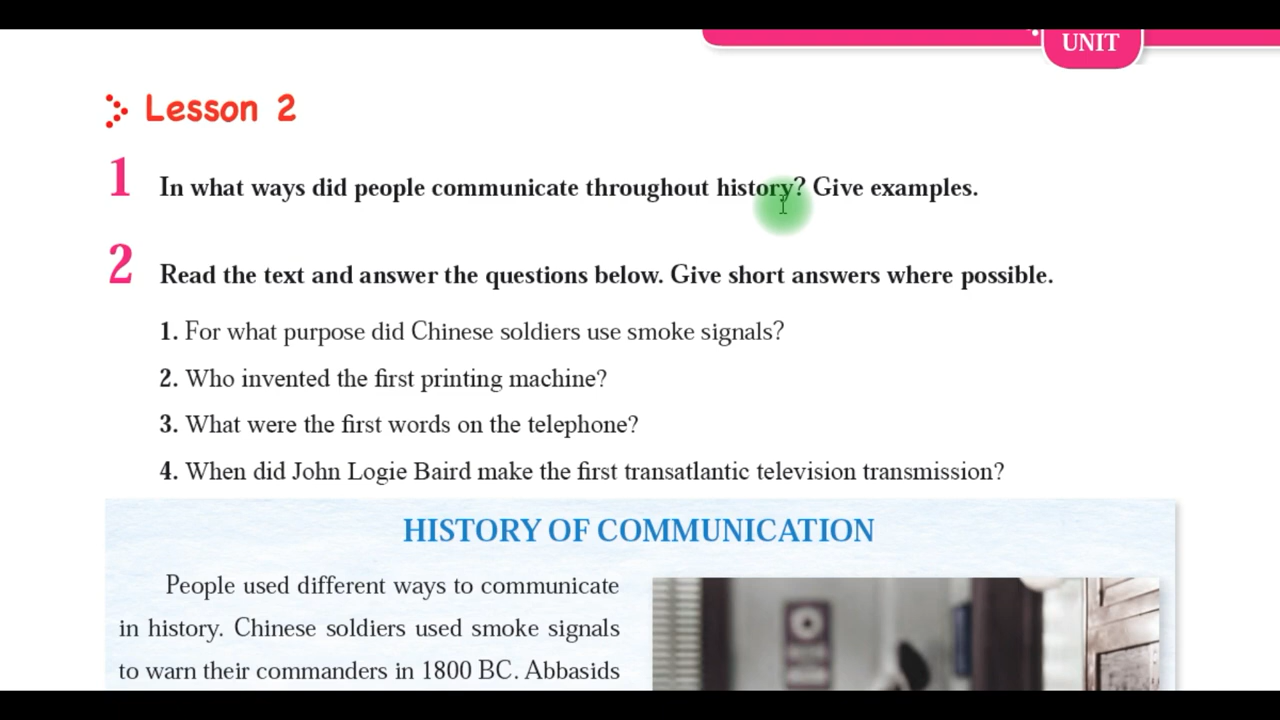 UNIT
Lesson 2
1 In what ways did people communicate throughout history? Give examples.
2 Read the text and answer the questions below. Give short answers where possible.
1. For what purpose did Chinese soldiers use smoke signals?
2. Who invented the first printing machine?
3. What were the first words on the telephone?
4. When did John Logie Baird make the first transatlantic television transmission?
HISTORY OF COMMUNICATION
People used different ways to communicate
in history. Chinese soldiers used smoke signals
to warn their commanders in 1800 BC. Abbasids